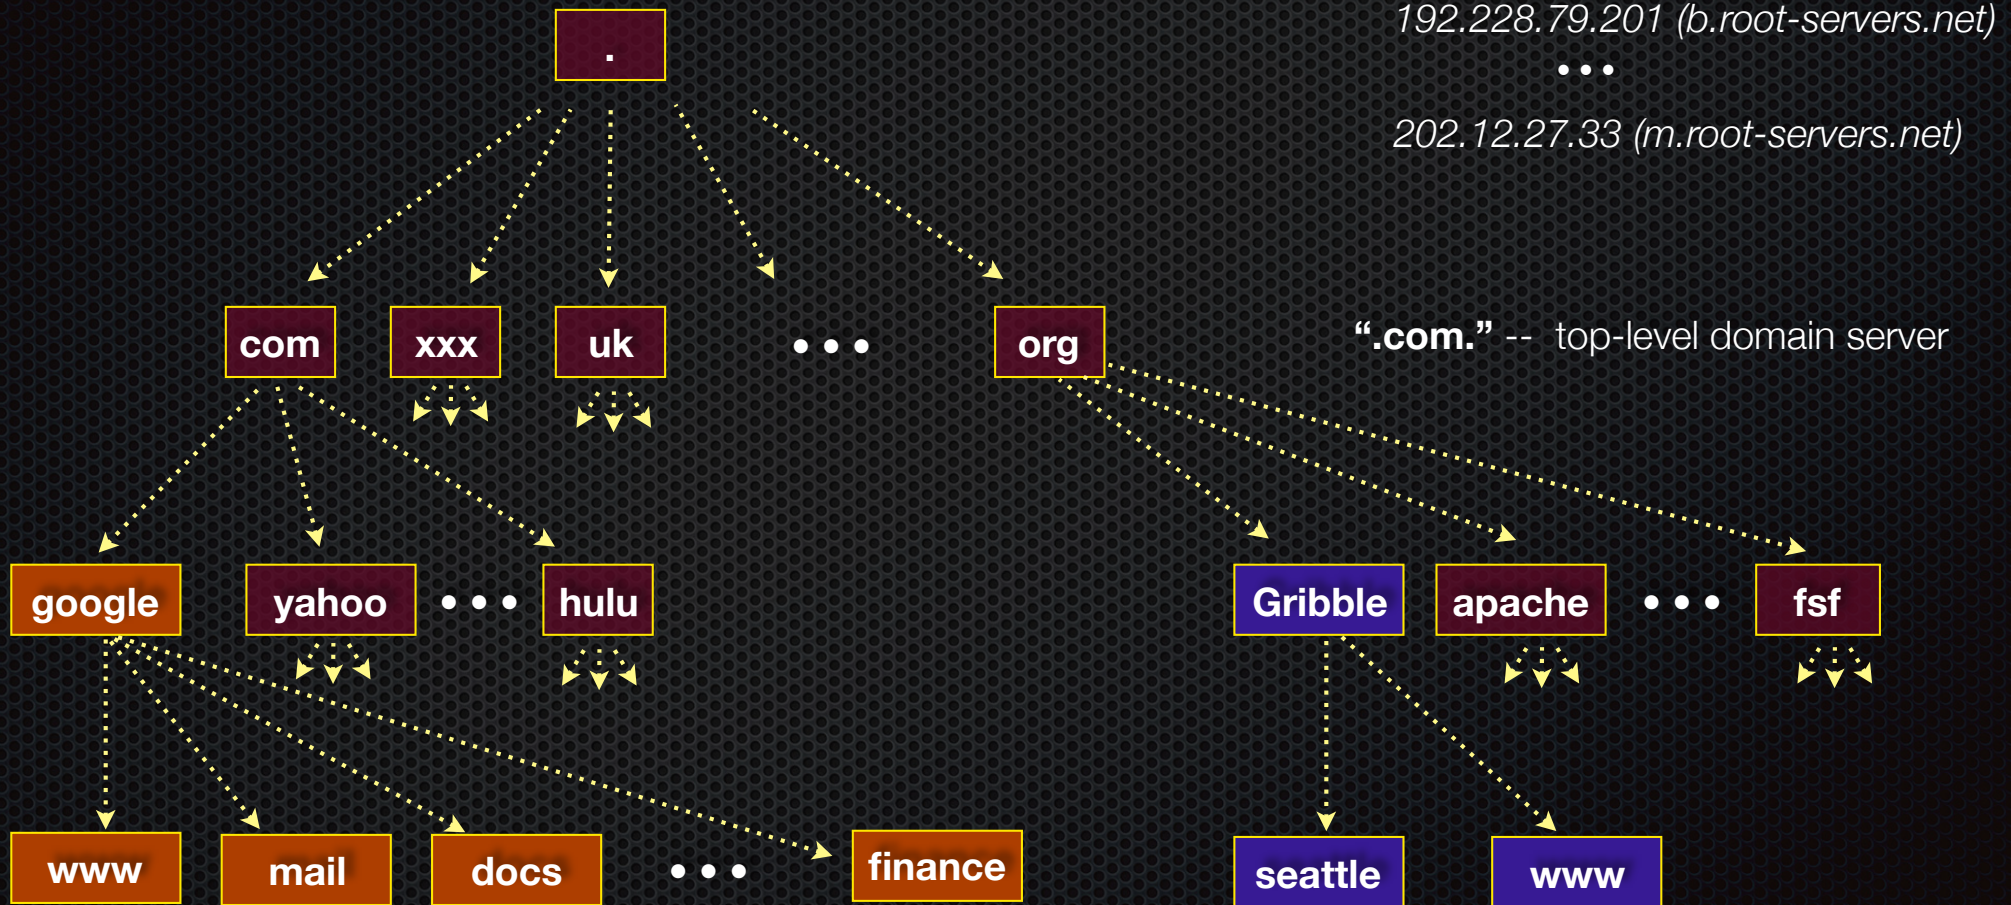 192.228.79.201 (b.root-servers.net)
.
•••
202.12.27.33 (m.root-servers.net)
com xxx uk ••• org
“.com.” -- top-level domain server
google yahoo ••• hulu Gribble apache ••• fsf
www mail docs ••• finance seattle www